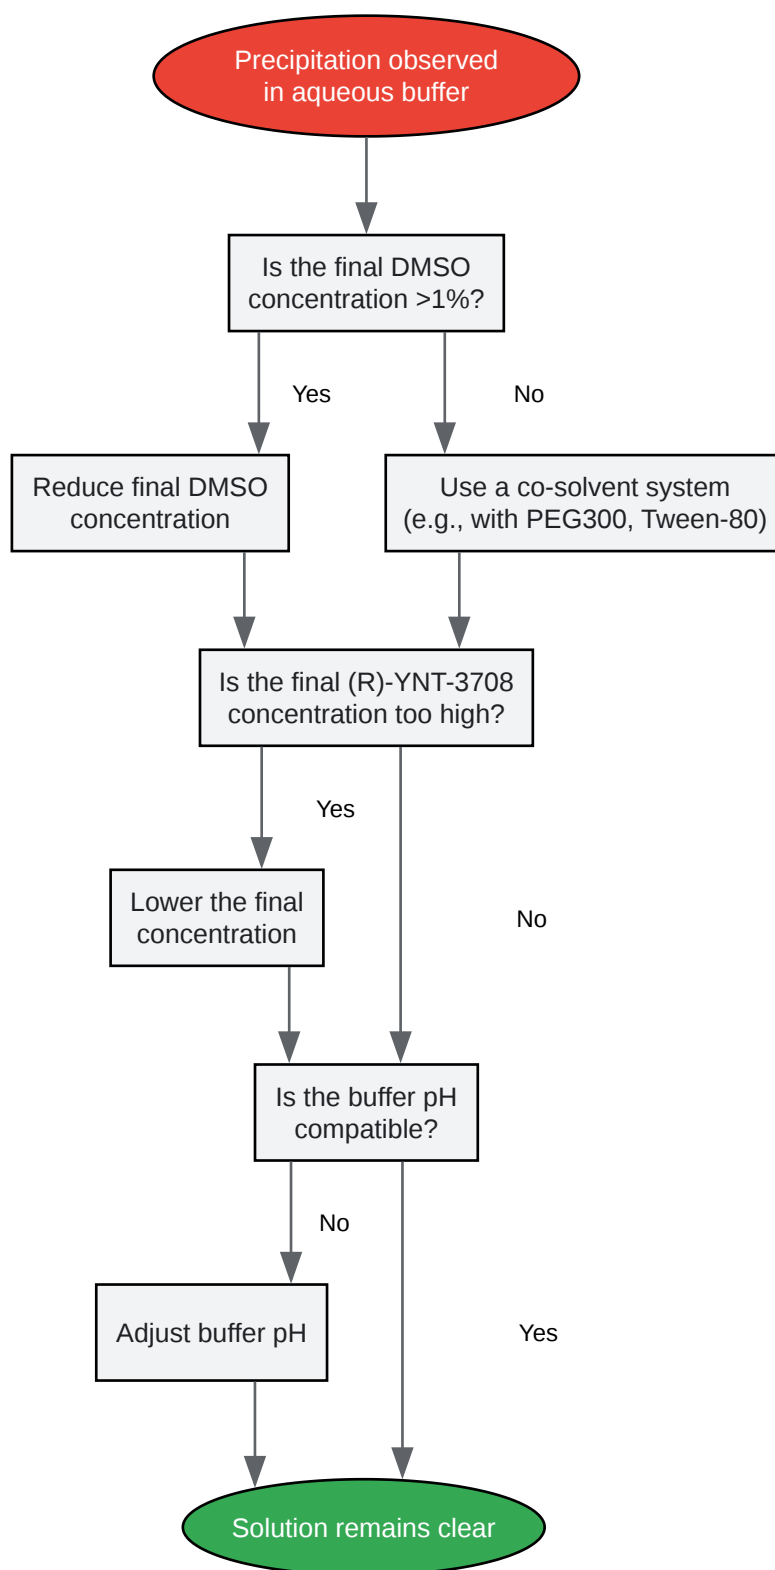 Precipitation observed
in aqueous buffer
Is the final DMSO
concentration >1%?
Yes
No
Reduce final DMSO
concentration
Use a co-solvent system
(e.g., with PEG300, Tween-80)
Is the final (R)-YNT-3708
concentration too high?
Yes
Lower the final
concentration
No
Is the buffer pH
compatible?
No
Adjust buffer pH
Yes
Solution remains clear